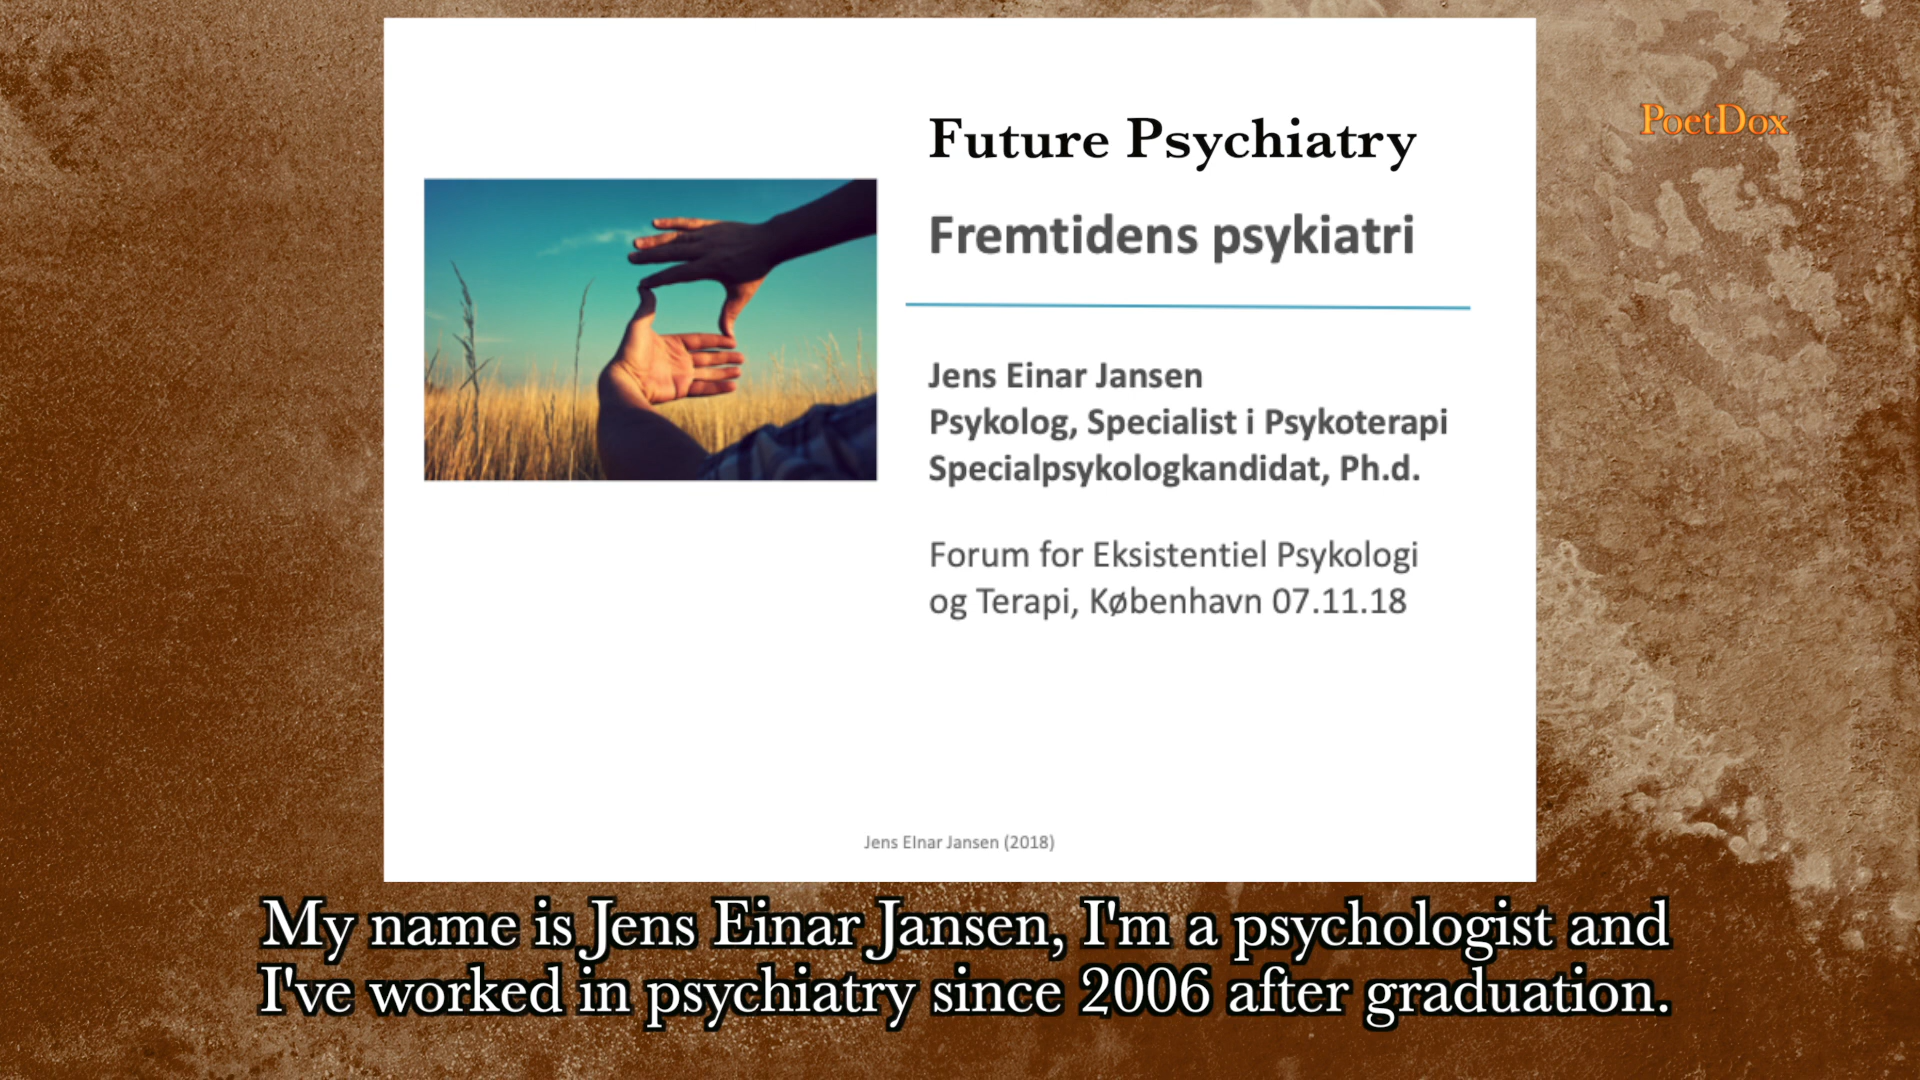 PoetDox
Future Psychiatry
Fremtidens psykiatri
Jens Einar Jansen
Psykolog, Specialist i Psykoterapi
Specialpsykologkandidat, Ph.d.
Forum for Eksistentiel Psykologi
og Terapi, København 07.11.18
Jens EInar Jansen (2018)
My name is Jens Einar Jansen, I'm a psychologist and
I've worked in psychiatry since 2006 after graduation.